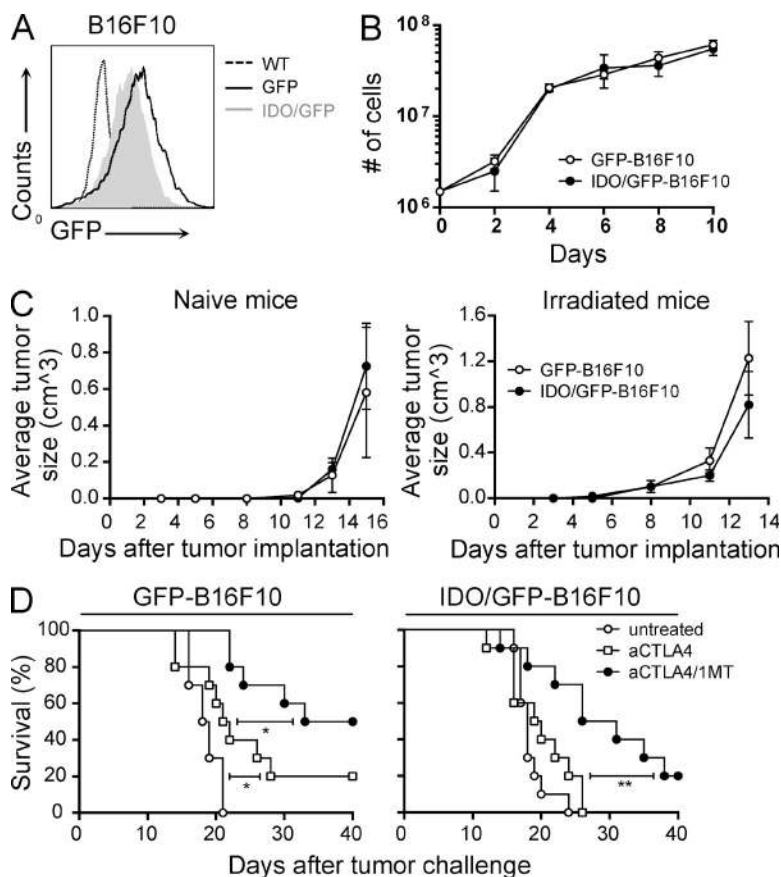 A
B16F10
WT
GFP
IDO/GFP
Counts
0
GFP
B
# of cells
10^8
10^7
10^6
GFP-B16F10
IDO/GFP-B16F10
0 2 4 6 8 10
Days
C
Naive mice
Average tumor
size (cm^3)
1.0
0.8
0.6
0.4
0.2
0.0
0 2 4 6 8 10 12 14 16
Days after tumor implantation
Irradiated mice
Average tumor
size (cm^3)
1.6
1.2
0.8
0.4
0.0
GFP-B16F10
IDO/GFP-B16F10
0 2 4 6 8 10 12 14
Days after tumor implantation
D
GFP-B16F10
Survival (%)
100
80
60
40
20
0
*
*
0 10 20 30 40
IDO/GFP-B16F10
untreated
aCTLA4
aCTLA4/1MT
**
0 10 20 30 40
Days after tumor challenge